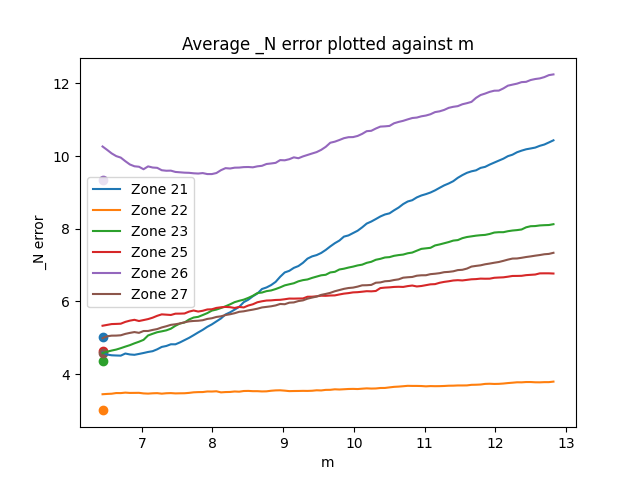 Average _N error plotted against m
12
10
8
6
4
_N error
Zone 21
Zone 22
Zone 23
Zone 25
Zone 26
Zone 27
7 8 9 10 11 12 13
m